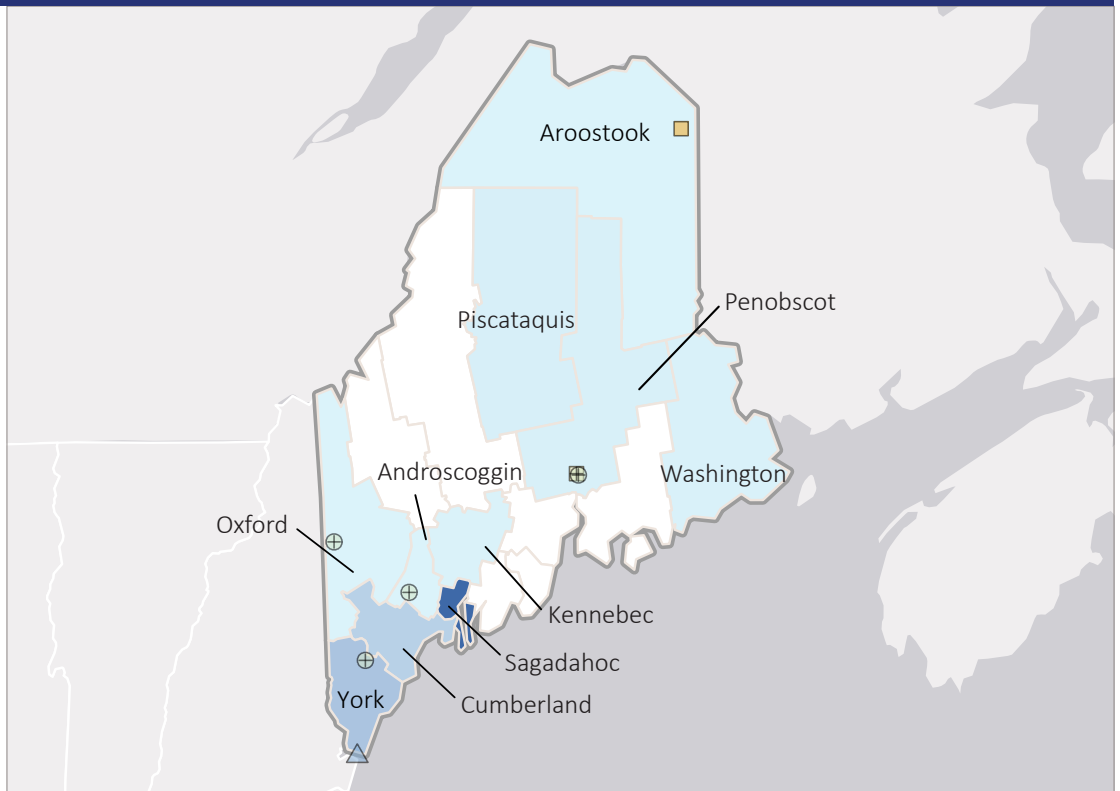 Aroostook
Penobscot
Piscataquis
Androscoggin
Washington
Oxford
Kennebec
Sagadahoc
York
Cumberland